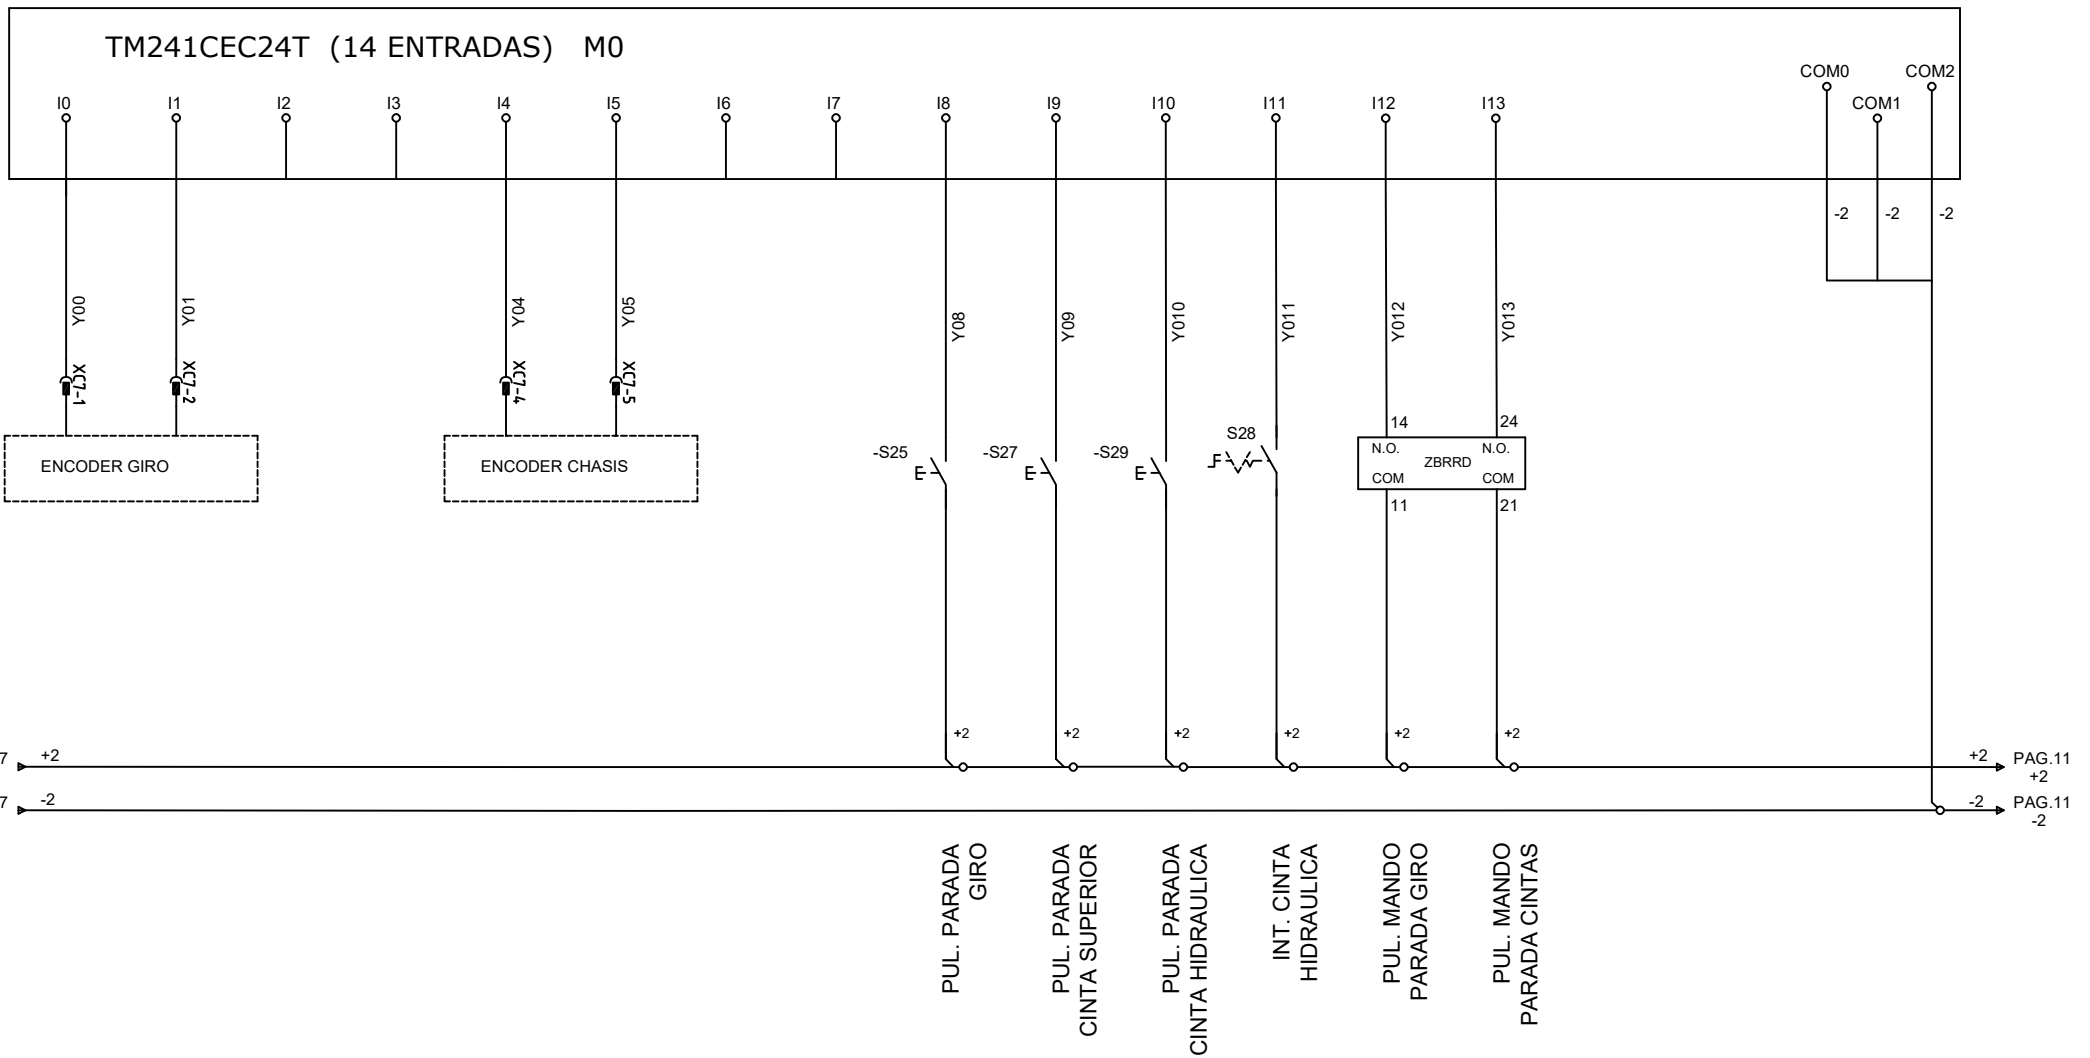 TM241CEC24T (14 ENTRADAS) M0
COM0 COM2
I0 I1 I2 I3 I4 I5 I6 I7 I8 I9 I10 I11 I12 I13 COM1
-2 -2 -2
Y00 Y01 Y04 Y05 Y08 Y09 Y010 Y011 Y012 Y013
XC7-1 XC7-2 XC7-4 XC7-5
14 24
-S25 -S27 -S29 S28
N.O. N.O.
ENCODER GIRO ENCODER CHASIS ZBRRD
COM COM
11 21
+2 +2 +2 +2 +2 +2
7 +2 +2 PAG.11
+2
7 -2 -2 PAG.11
-2
PUL. PARADA
GIRO
PUL. PARADA
CINTA SUPERIOR
PUL. PARADA
CINTA HIDRAULICA
INT. CINTA
HIDRAULICA
PUL. MANDO
PARADA GIRO
PUL. MANDO
PARADA CINTAS